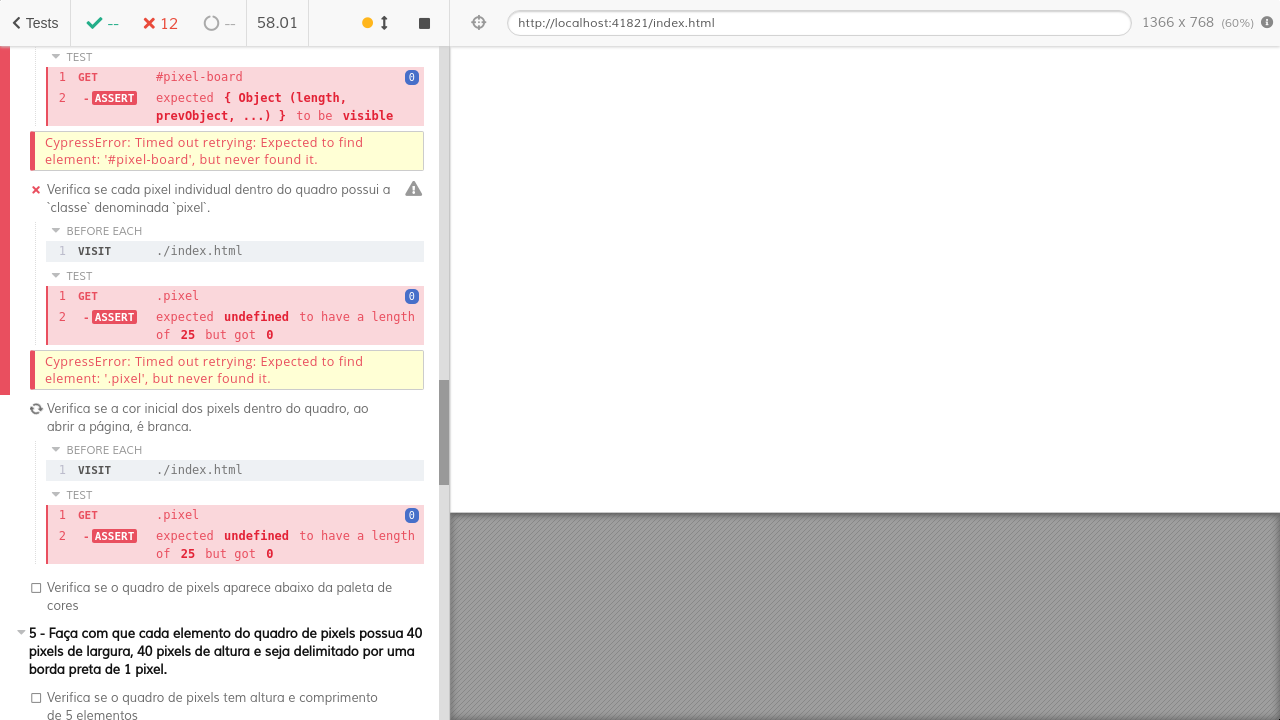 Tests -- 12 -- 58.01 http://localhost:41821/index.html 1366 x 768 (60%)
TEST
1 GET #pixel-board 0
2 -ASSERT expected { Object (length,
prevObject, ...) } to be visible
CypressError: Timed out retrying: Expected to find
element: '#pixel-board', but never found it.
Verifica se cada pixel individual dentro do quadro possui a
`classe` denominada `pixel`.
BEFORE EACH
1 VISIT ./index.html
TEST
1 GET .pixel 0
2 -ASSERT expected undefined to have a length
of 25 but got 0
CypressError: Timed out retrying: Expected to find
element: '.pixel', but never found it.
Verifica se a cor inicial dos pixels dentro do quadro, ao
abrir a página, é branca.
BEFORE EACH
1 VISIT ./index.html
TEST
1 GET .pixel 0
2 -ASSERT expected undefined to have a length
of 25 but got 0
Verifica se o quadro de pixels aparece abaixo da paleta de
cores
5 - Faça com que cada elemento do quadro de pixels possua 40
pixels de largura, 40 pixels de altura e seja delimitado por uma
borda preta de 1 pixel.
Verifica se o quadro de pixels tem altura e comprimento
de 5 elementos